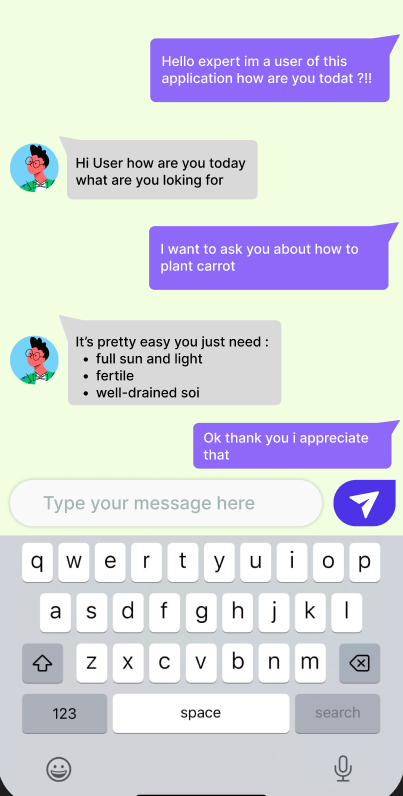 Hello expert im a user of this
application how are you todat ?!!
Hi User how are you today
what are you loking for
I want to ask you about how to
plant carrot
It's pretty easy you just need :
• full sun and light
• fertile
• well-drained soi
Ok thank you i appreciate
that
Type your message here
q w e r t y u i o p
a s d f g h j k l
z x c v b n m
123 space search